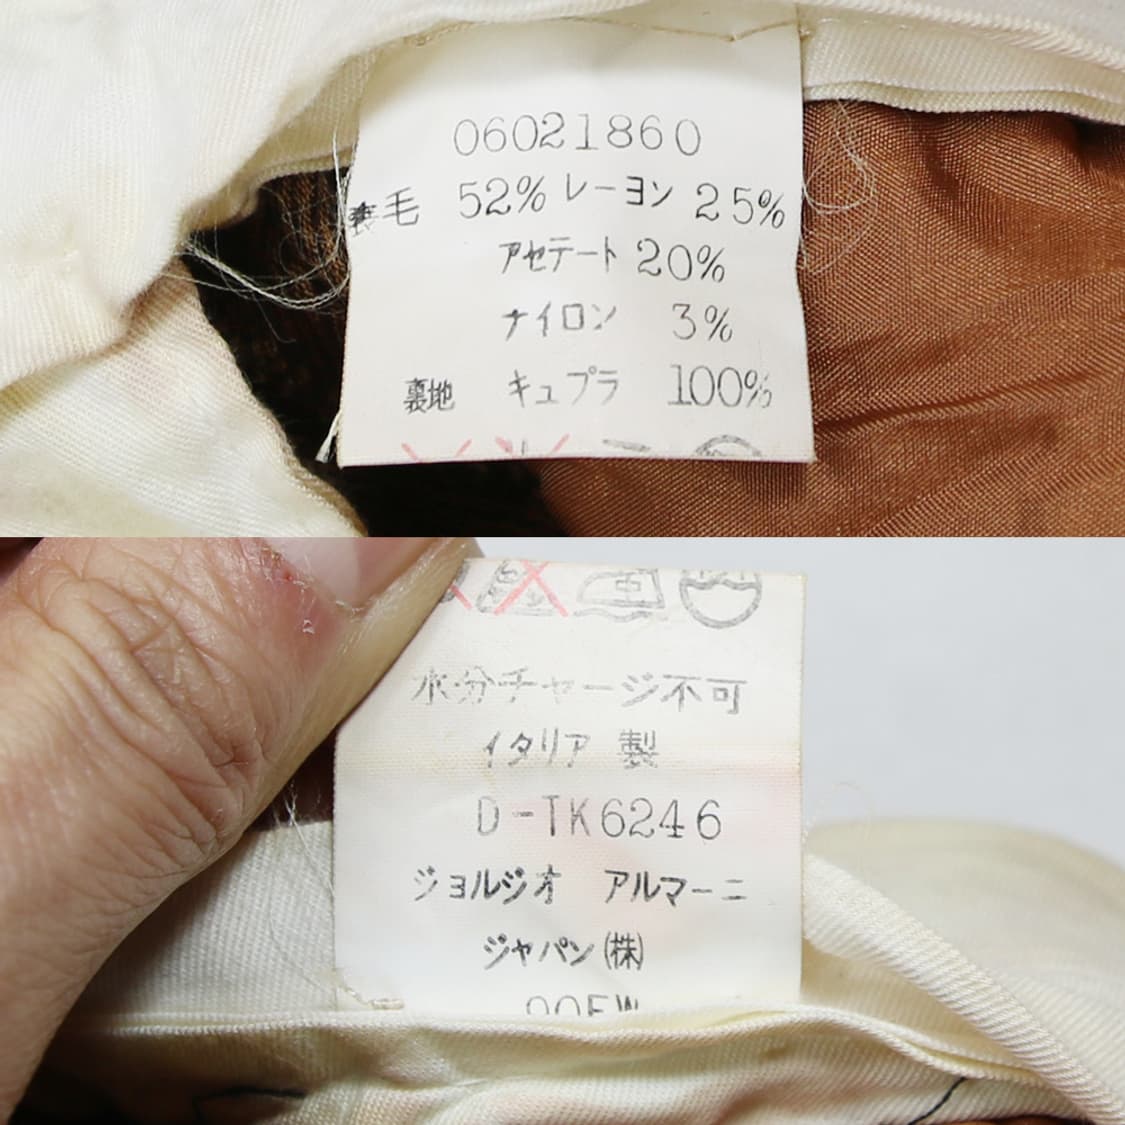 06021860
表毛 52% レーヨン 25%
アセテート 20%
ナイロン 3%
裏地 キュプラ 100%
水分チャージ不可
イタリア 製
D-TK6246
ジョルジオ アルマーニ
ジャパン(株)